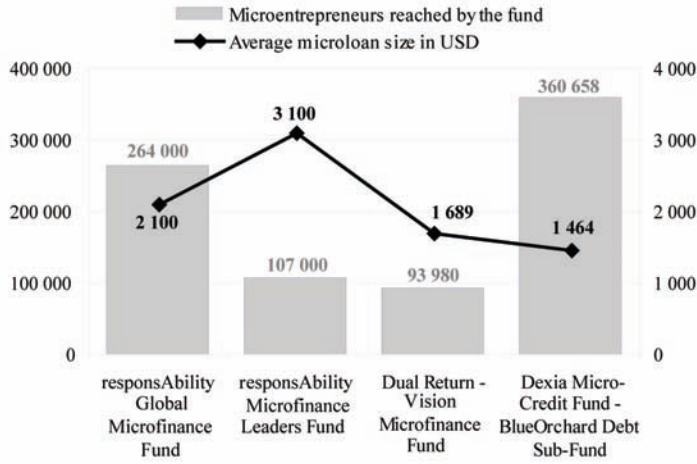 Microentrepreneurs reached by the fund
Average microloan size in USD
400 000
300 000
200 000
100 000
0
4 000
3 000
2 000
1 000
0
264 000
107 000
93 980
360 658
2 100
3 100
1 689
1 464
responsAbility
Global
Microfinance
Fund
responsAbility
Microfinance
Leaders Fund
Dual Return -
Vision
Microfinance
Fund
Dexia Micro-
Credit Fund -
BlueOrchard Debt
Sub-Fund